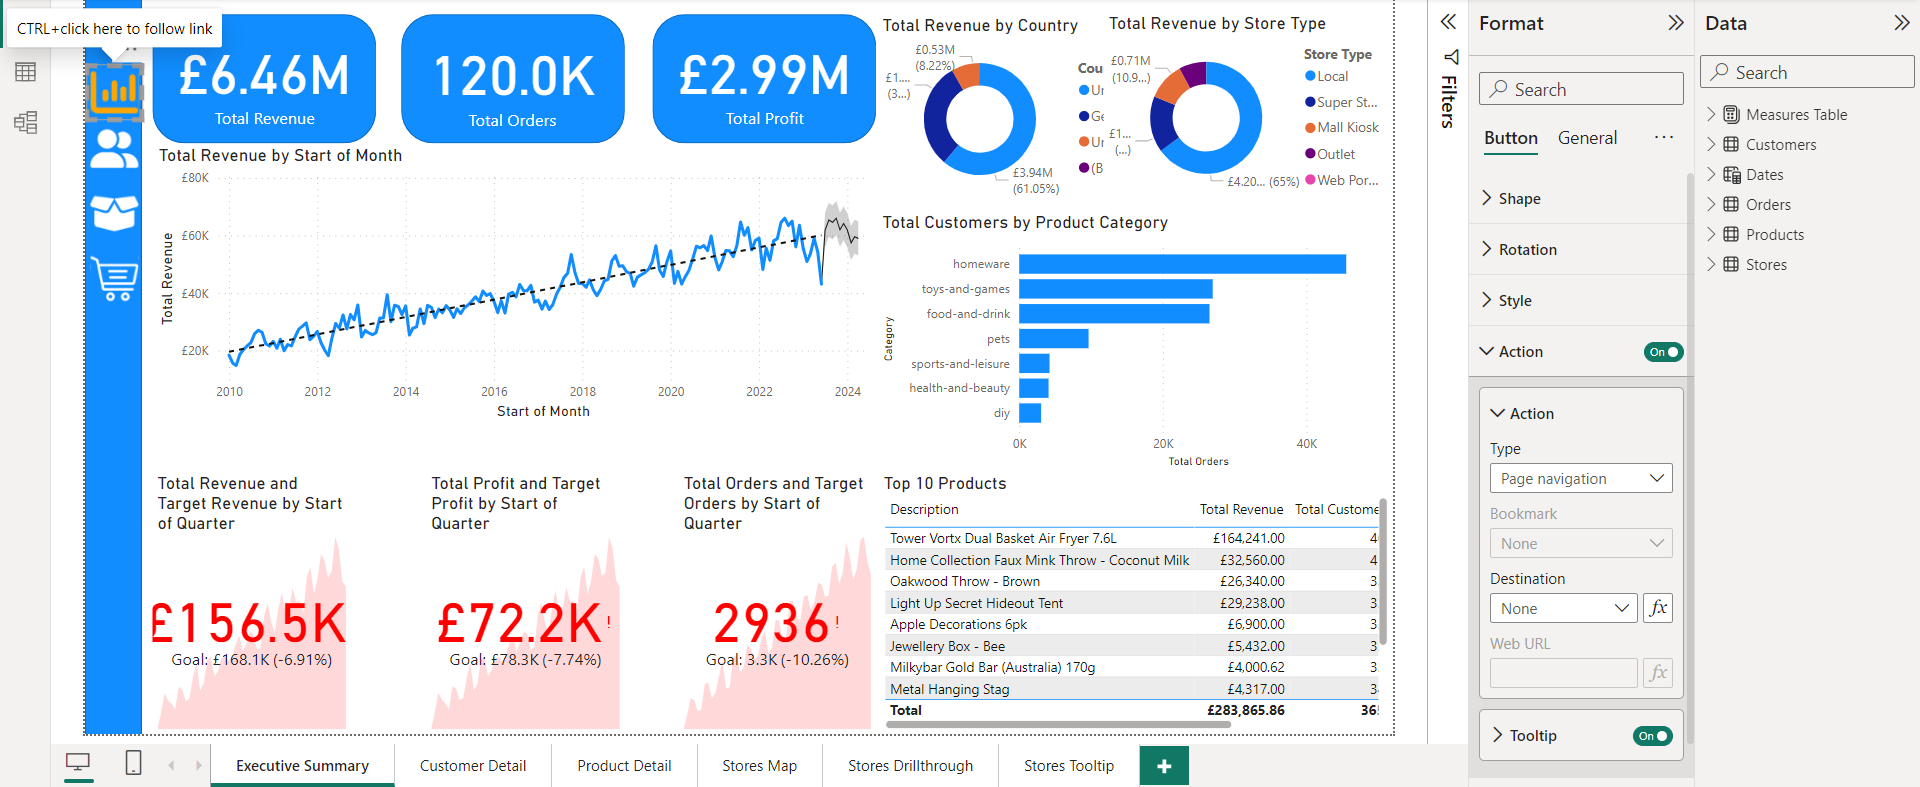 CTRL+click here to follow link
£6.46M
Total Revenue
120.0K
Total Orders
£2.99M
Total Profit
Total Revenue by Start of Month
Total Revenue
£80K
£60K
£40K
£20K
2010
2012
2014
2016
2018
2020
2022
2024
Start of Month
Total Revenue by Country
£0.53M
(8.22%)
£1....
(3...)
£3.94M
(61.05%)
Cou
Ur
Ge
Ur
(B
Total Revenue by Store Type
£0.71M
(10.9...)
£1...
(...)
£4.20... (65%)
Store Type
Local
Super St...
Mall Kiosk
Outlet
Web Por...
Total Customers by Product Category
Category
homeware
toys-and-games
food-and-drink
pets
sports-and-leisure
health-and-beauty
diy
0K
20K
40K
Total Orders
Total Revenue and
Target Revenue by Start
of Quarter
£156.5K
Goal: £168.1K (-6.91%)
Total Profit and Target
Profit by Start of
Quarter
£72.2K!
Goal: £78.3K (-7.74%)
Total Orders and Target
Orders by Start of
Quarter
2936!
Goal: 3.3K (-10.26%)
Top 10 Products
Description Total Revenue Total Custome
Tower Vortx Dual Basket Air Fryer 7.6L £164,241.00 4
Home Collection Faux Mink Throw - Coconut Milk £32,560.00 4
Oakwood Throw - Brown £26,340.00 3
Light Up Secret Hideout Tent £29,238.00 3
Apple Decorations 6pk £6,900.00 3
Jewellery Box - Bee £5,432.00 3
Milkybar Gold Bar (Australia) 170g £4,000.62 3
Metal Hanging Stag £4,317.00 3
Total £283,865.86 36
Executive Summary
Customer Detail
Product Detail
Stores Map
Stores Drillthrough
Stores Tooltip
+
Filters
Format
Search
Button General ...
Shape
Rotation
Style
Action On
Action
Type
Page navigation
Bookmark
None
Destination
None fx
Web URL
fx
Tooltip On
Data
Search
Measures Table
Customers
Dates
Orders
Products
Stores